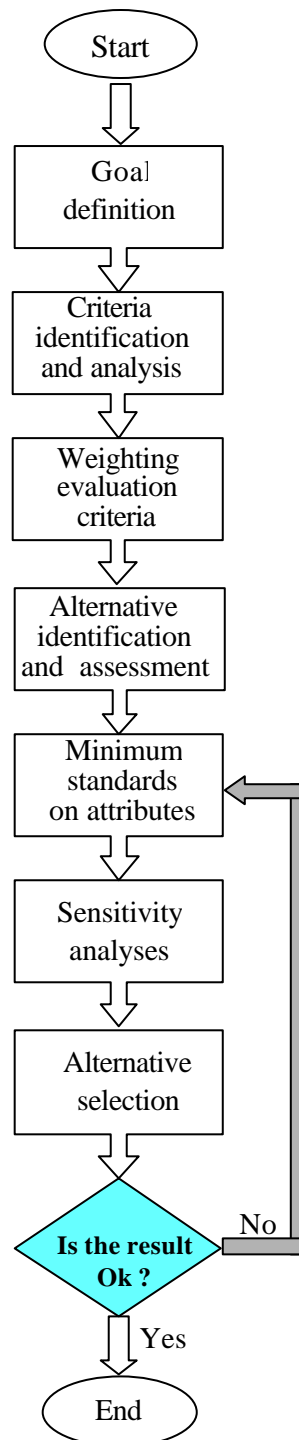 Start
Goal
definition
Criteria
identification
and analysis
Weighting
evaluation
criteria
Alternative
identification
and assessment
Minimum
standards
on attributes
Sensitivity
analyses
Alternative
selection
Is the result
Ok ?
No
Yes
End